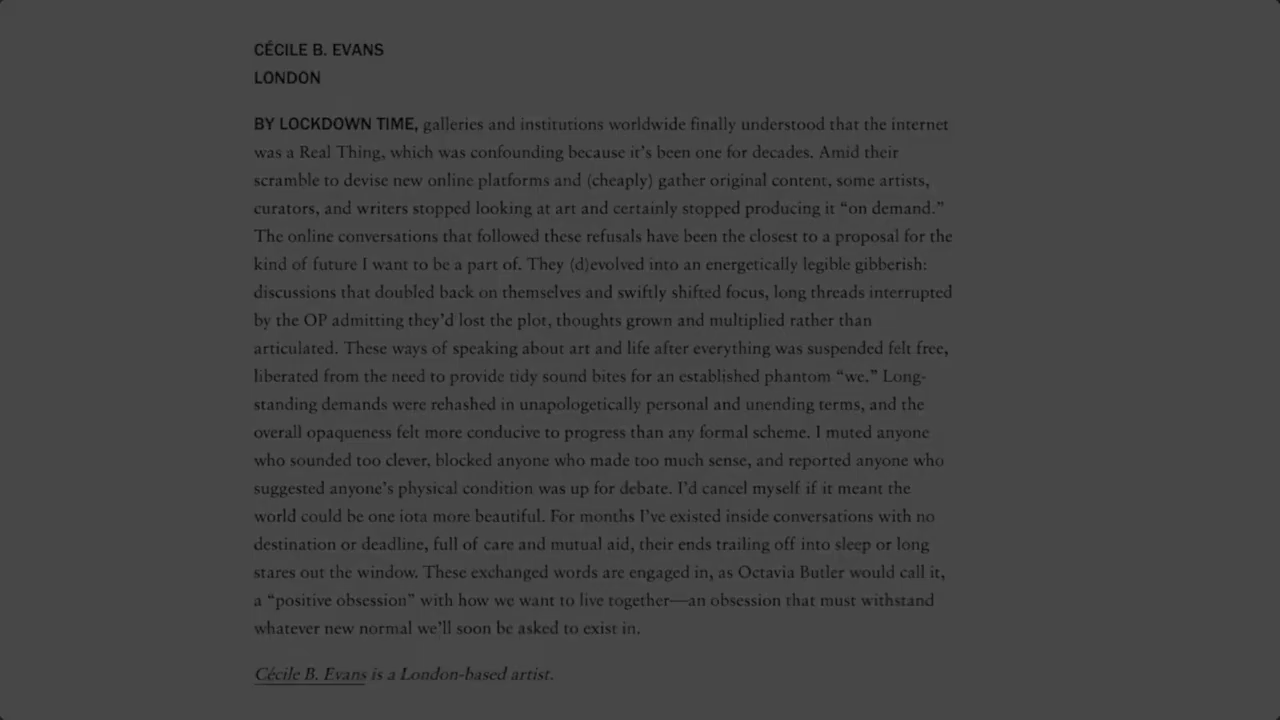 CÉCILE B. EVANS
LONDON
BY LOCKDOWN TIME, galleries and institutions worldwide finally understood that the internet
was a Real Thing, which was confounding because it’s been one for decades. Amid their
scramble to devise new online platforms and (cheaply) gather original content, some artists,
curators, and writers stopped looking at art and certainly stopped producing it “on demand.”
The online conversations that followed these refusals have been the closest to a proposal for the
kind of future I want to be a part of. They (d)evolved into an energetically legible gibberish:
discussions that doubled back on themselves and swiftly shifted focus, long threads interrupted
by the OP admitting they’d lost the plot, thoughts grown and multiplied rather than
articulated. These ways of speaking about art and life after everything was suspended felt free,
liberated from the need to provide tidy sound bites for an established phantom “we.” Long-
standing demands were rehashed in unapologetically personal and unending terms, and the
overall opaqueness felt more conducive to progress than any formal scheme. I muted anyone
who sounded too clever, blocked anyone who made too much sense, and reported anyone who
suggested anyone’s physical condition was up for debate. I’d cancel myself if it meant the
world could be one iota more beautiful. For months I’ve existed inside conversations with no
destination or deadline, full of care and mutual aid, their ends trailing off into sleep or long
stares out the window. These exchanged words are engaged in, as Octavia Butler would call it,
a “positive obsession” with how we want to live together—an obsession that must withstand
whatever new normal we’ll soon be asked to exist in.
Cécile B. Evans is a London-based artist.